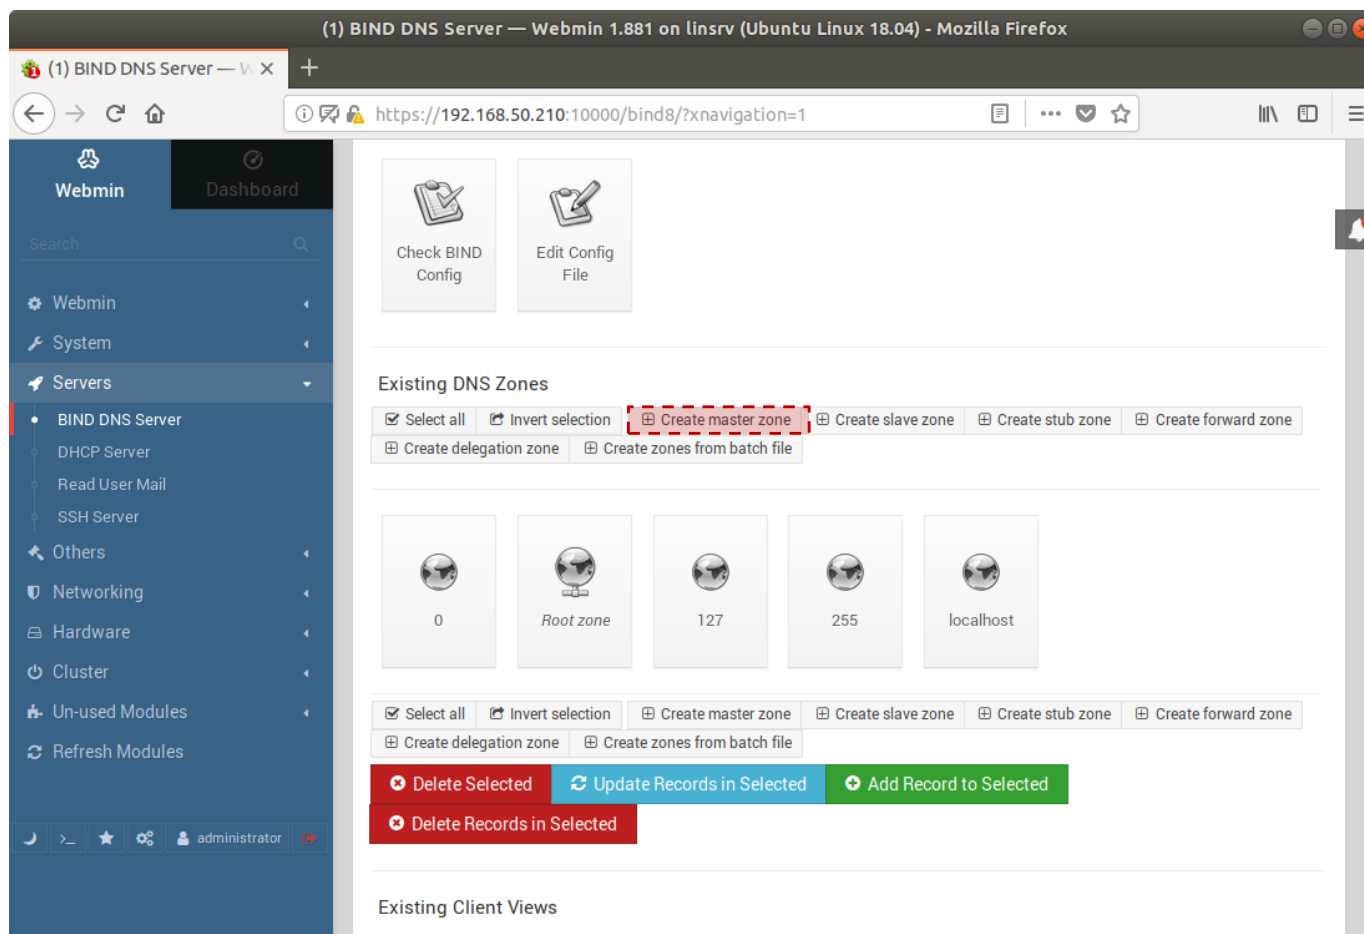 (1) BIND DNS Server — Webmin 1.881 on linsrv (Ubuntu Linux 18.04) - Mozilla Firefox
(1) BIND DNS Server — W
https://192.168.50.210:10000/bind8/?xnavigation=1
Webmin
Dashboard
Search
Webmin
System
Servers
BIND DNS Server
DHCP Server
Read User Mail
SSH Server
Others
Networking
Hardware
Cluster
Un-used Modules
Refresh Modules
administrator
Check BIND Config
Edit Config File
Existing DNS Zones
Select all Invert selection Create master zone Create slave zone Create stub zone Create forward zone
Create delegation zone Create zones from batch file
0 Root zone 127 255 localhost
Select all Invert selection Create master zone Create slave zone Create stub zone Create forward zone
Create delegation zone Create zones from batch file
Delete Selected Update Records in Selected Add Record to Selected
Delete Records in Selected
Existing Client Views